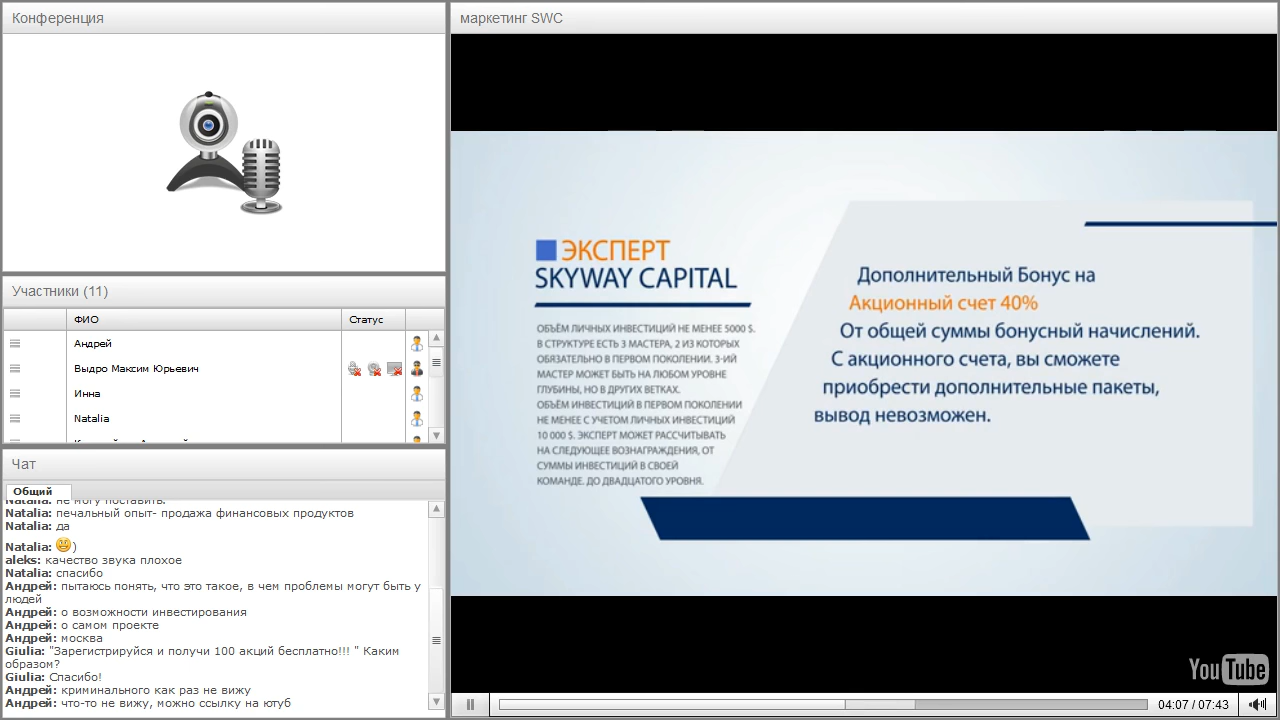 Конференция
маркетинг SWC
Участники (11)
ФИО
Статус
Андрей
Выдро Максим Юрьевич
Инна
Natalia
Чат
Общий
Natalia: не могу поставить.
Natalia: печальный опыт- продажа финансовых продуктов
Natalia: да
Natalia: )
aleks: качество звука плохое
Natalia: спасибо
Андрей: пытаюсь понять, что это такое, в чем проблемы могут быть у
людей
Андрей: о возможности инвестирования
Андрей: о самом проекте
Андрей: москва
Giulia: "Зарегистрируйся и получи 100 акций бесплатно!!! " Каким
образом?
Giulia: Спасибо!
Андрей: криминального как раз не вижу
Андрей: что-то не вижу, можно ссылку на ютуб
ЭКСПЕРТ
SKYWAY CAPITAL
ОБЪЁМ ЛИЧНЫХ ИНВЕСТИЦИЙ НЕ МЕНЕЕ 5000 $.
В СТРУКТУРЕ ЕСТЬ 3 МАСТЕРА, 2 ИЗ КОТОРЫХ
ОБЯЗАТЕЛЬНО В ПЕРВОМ ПОКОЛЕНИИ. 3-ИЙ
МАСТЕР МОЖЕТ БЫТЬ НА ЛЮБОМ УРОВНЕ
ГЛУБИНЫ, НО В ДРУГИХ ВЕТКАХ.
ОБЪЁМ ИНВЕСТИЦИЙ В ПЕРВОМ ПОКОЛЕНИИ
НЕ МЕНЕЕ С УЧЕТОМ ЛИЧНЫХ ИНВЕСТИЦИЙ
10 000 $. ЭКСПЕРТ МОЖЕТ РАССЧИТЫВАТЬ
НА СЛЕДУЮЩЕЕ ВОЗНАГРАЖДЕНИЯ, ОТ
СУММЫ ИНВЕСТИЦИЙ В СВОЕЙ
КОМАНДЕ. ДО ДВАДЦАТОГО УРОВНЯ.
Дополнительный Бонус на
Акционный счет 40%
От общей суммы бонусный начислений.
С акционного счета, вы сможете
приобрести дополнительные пакеты,
вывод невозможен.
YouTube
04:07 / 07:43